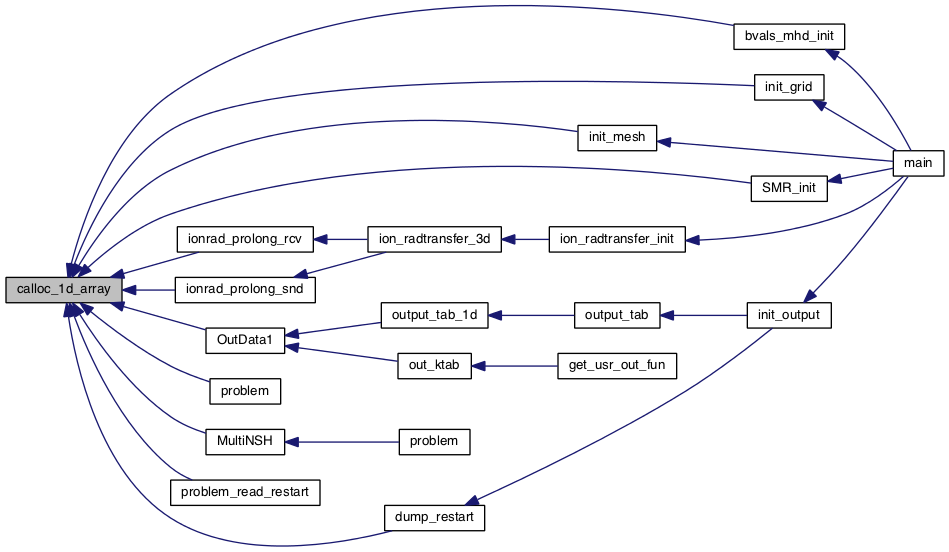 bvals_mhd_init
init_grid
init_mesh
main
SMR_init
ionrad_prolong_rcv
ion_radtransfer_3d
ion_radtransfer_init
calloc_1d_array
ionrad_prolong_snd
output_tab_1d
output_tab
init_output
OutData1
out_ktab
get_usr_out_fun
problem
MultiNSH
problem
problem_read_restart
dump_restart